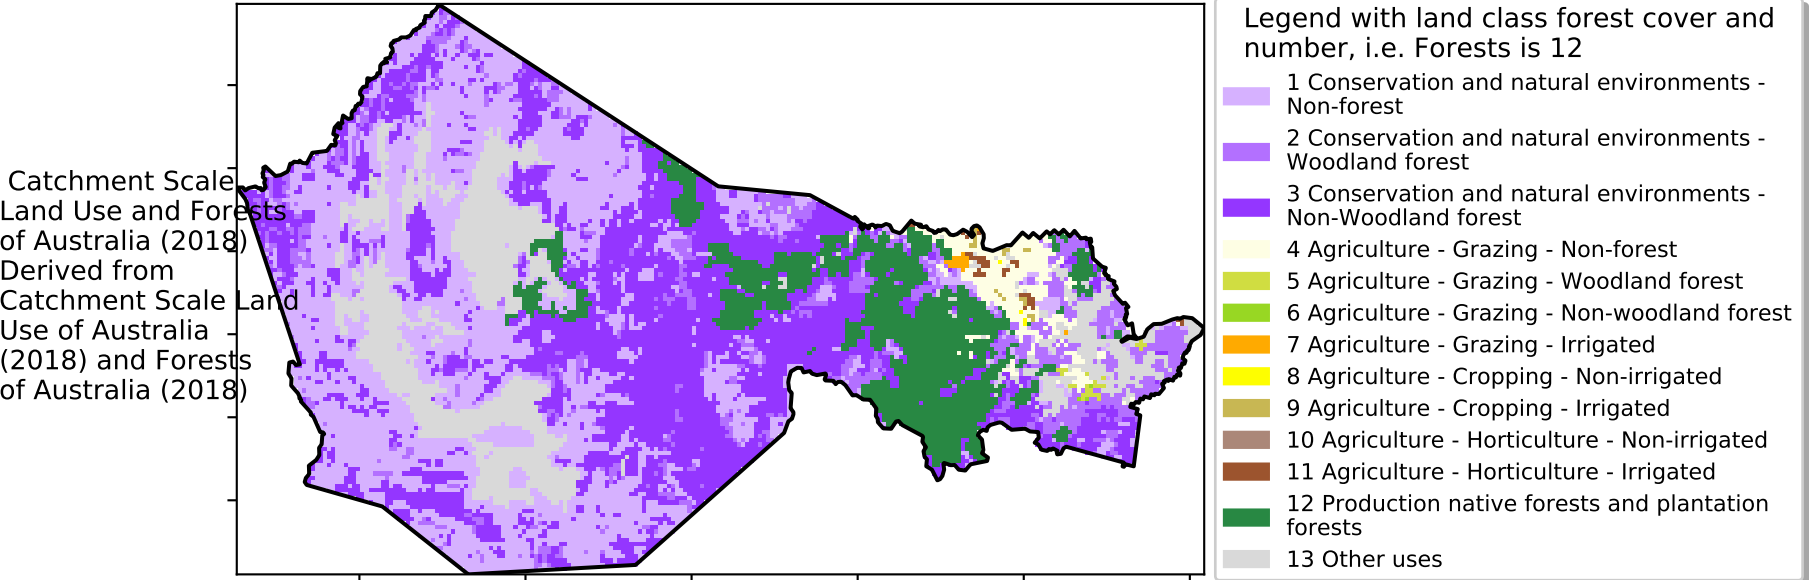 Catchment Scale
Land Use and Forests
of Australia (2018)
Derived from
Catchment Scale Land
Use of Australia
(2018) and Forests
of Australia (2018)
Legend with land class forest cover and
number, i.e. Forests is 12
1 Conservation and natural environments -
Non-forest
2 Conservation and natural environments -
Woodland forest
3 Conservation and natural environments -
Non-Woodland forest
4 Agriculture - Grazing - Non-forest
5 Agriculture - Grazing - Woodland forest
6 Agriculture - Grazing - Non-woodland forest
7 Agriculture - Grazing - Irrigated
8 Agriculture - Cropping - Non-irrigated
9 Agriculture - Cropping - Irrigated
10 Agriculture - Horticulture - Non-irrigated
11 Agriculture - Horticulture - Irrigated
12 Production native forests and plantation
forests
13 Other uses